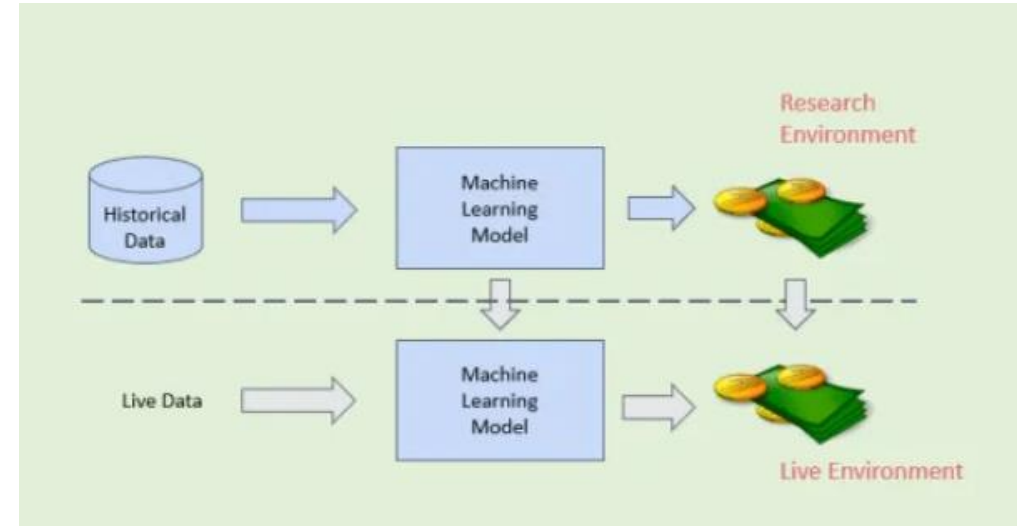 Research
Environment
Historical
Data
Machine
Learning
Model
Live Data
Machine
Learning
Model
Live Environment